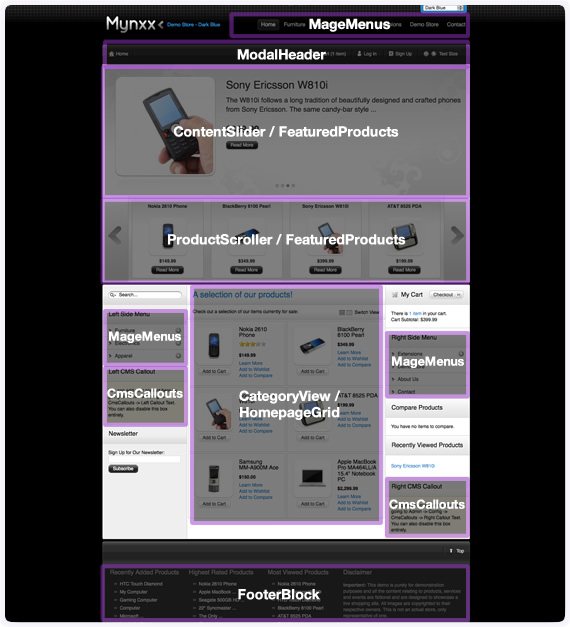 Dark Blue
Mynxx
Demo Store - Dark Blue
Home
Furniture
MageMenus
Demo Store
Contact
Home
ModalHeader
Log In
Sign Up
Text Size
Sony Ericsson W810i
The W810i follows a long tradition of beautifully designed and crafted phones
from Sony Ericsson. The same candy-bar style ...
ContentSlider / FeaturedProducts
Read More
Nokia 2610 Phone
BlackBerry 8100 Pearl
Sony Ericsson W810i
AT&T 8525 PDA
ProductScroller / FeaturedProducts
$149.99
$349.99
$399.99
$199.99
Read More
Read More
Read More
Read More
Search...
Left Side Menu
Furniture
MageMenus
Apparel
Left CMS Callout
CmsCallouts
CmsCallouts -> Left Callout Text.
You can also disable this box
entirely.
Newsletter
Sign Up for Our Newsletter:
Subscribe
A selection of our products!
Check out a selection of our items currently for sale:
Switch View
Nokia 2610
Phone
$149.99
Learn More
Add to Wishlist
Add to Compare
Add to Cart
BlackBerry
8100 Pearl
$349.99
Learn More
Add to Wishlist
Add to Compare
Add to Cart
CategoryView /
HomepageGrid
AT&T 8525 PDA
Add to Wishlist
Add to Compare
Add to Cart
Add to Cart
Samsung
MM-A900M Ace
$150.00
Learn More
Add to Wishlist
Add to Compare
Add to Cart
Apple MacBook
Pro MA464LL/A
15.4" Notebook
PC
$2,299.99
Learn More
Add to Wishlist
Add to Compare
Add to Cart
My Cart
Checkout
There is 1 item in your cart.
Cart Subtotal: $399.99
Right Side Menu
Extensions
MageMenus
About Us
Contact
Compare Products
You have no items to compare.
Recently Viewed Products
Sony Ericsson W810i
Right CMS Callout
CmsCallouts
going to Admin -> Config ->
CmsCallouts -> Right Callout Text.
You can also disable this box
entirely.
Top
Recently Added Products
HTC Touch Diamond
My Computer
Gaming Computer
Computer
Microsoft
Highest Rated Products
Nokia 2610 Phone
Apple MacBook ...
Seagate 500GB HD
22" Syncmaster
The Only ...
FooterBlock
Most Viewed Products
Nokia 2610 Phone
AT&T 8525 PDA
BlackBerry 8100 Pearl
Disclaimer
Important: This demo is purely for demonstration
purposes and all the content relating to products, services
and events are fictional and are designed to showcase a
live shopping site. All images are copyrighted to their
respective owners. This is not an actual store, only